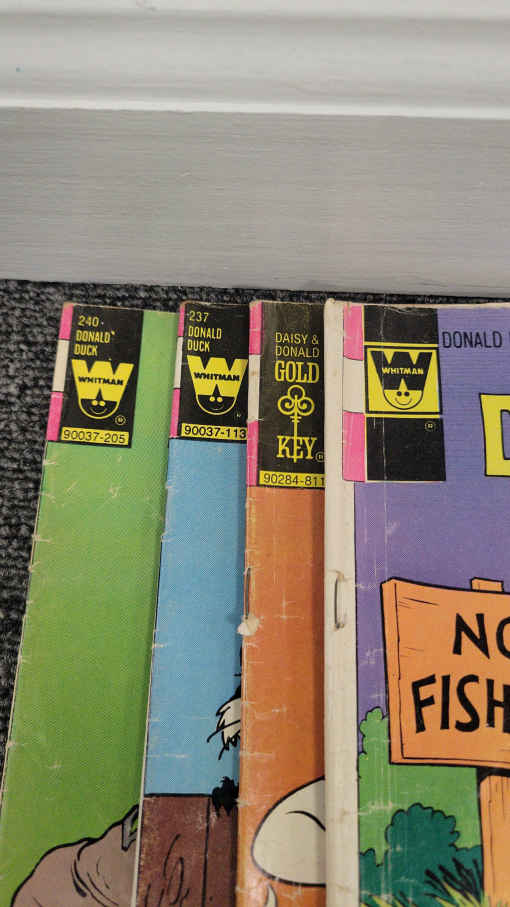 240
DONALD
DUCK
WHITMAN
90037-205
237
DONALD
DUCK
WHITMAN
90037-113
DAISY &
DONALD
GOLD
KEY
90284-811
DONALD
WHITMAN
D
NO
FISH